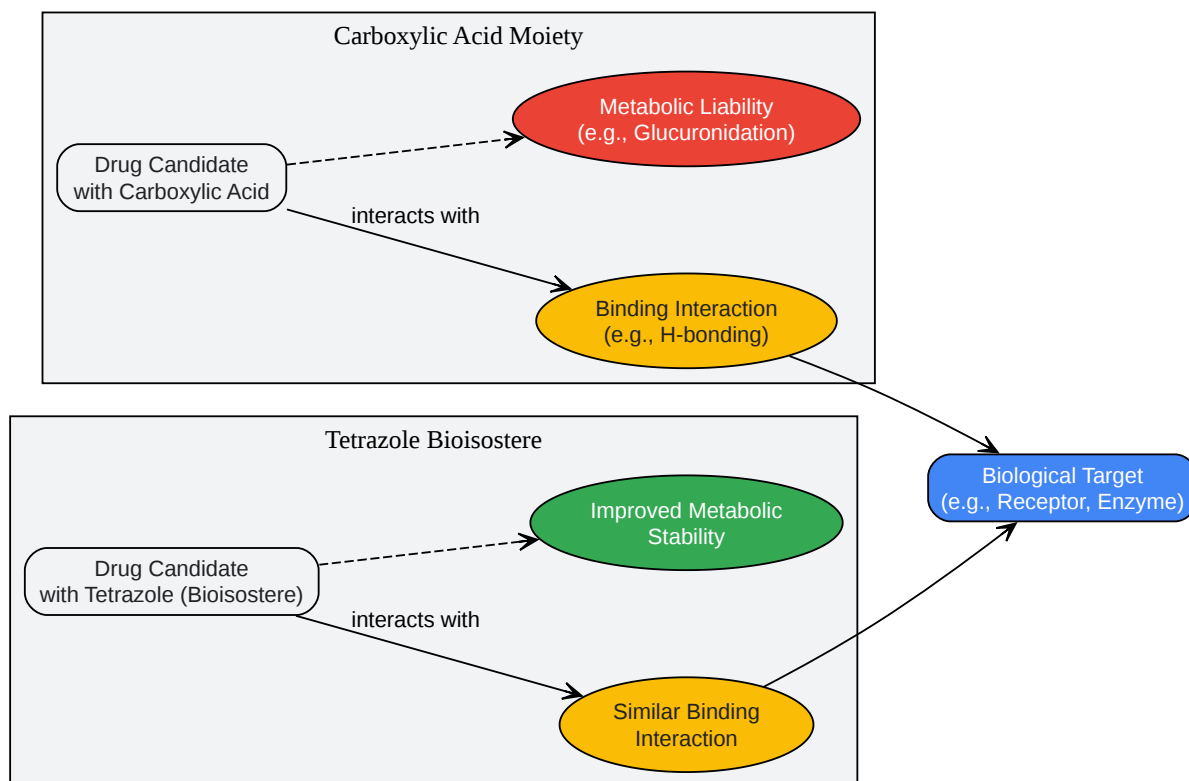 Carboxylic Acid Moiety
Metabolic Liability
(e.g., Glucuronidation)
Drug Candidate
with Carboxylic Acid
interacts with
Binding Interaction
(e.g., H-bonding)
Tetrazole Bioisostere
Improved Metabolic
Stability
Drug Candidate
with Tetrazole (Bioisostere)
interacts with
Similar Binding
Interaction
Biological Target
(e.g., Receptor, Enzyme)